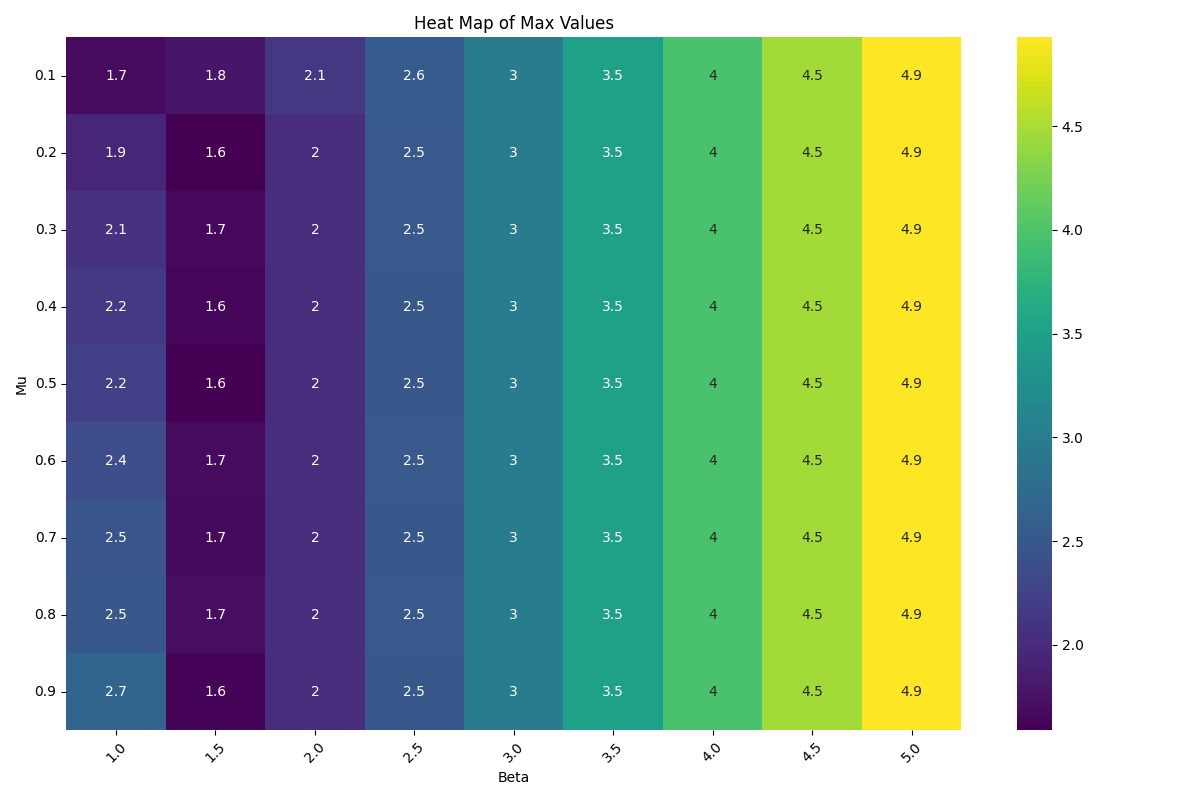 Heat Map of Max Values
0.1 1.7 1.8 2.1 2.6 3 3.5 4 4.5 4.9
0.2 1.9 1.6 2 2.5 3 3.5 4 4.5 4.9
0.3 2.1 1.7 2 2.5 3 3.5 4 4.5 4.9
0.4 2.2 1.6 2 2.5 3 3.5 4 4.5 4.9
0.5 2.2 1.6 2 2.5 3 3.5 4 4.5 4.9
0.6 2.4 1.7 2 2.5 3 3.5 4 4.5 4.9
0.7 2.5 1.7 2 2.5 3 3.5 4 4.5 4.9
0.8 2.5 1.7 2 2.5 3 3.5 4 4.5 4.9
0.9 2.7 1.6 2 2.5 3 3.5 4 4.5 4.9
Mu
1.0 1.5 2.0 2.5 3.0 3.5 4.0 4.5 5.0
Beta
4.5
4.0
3.5
3.0
2.5
2.0